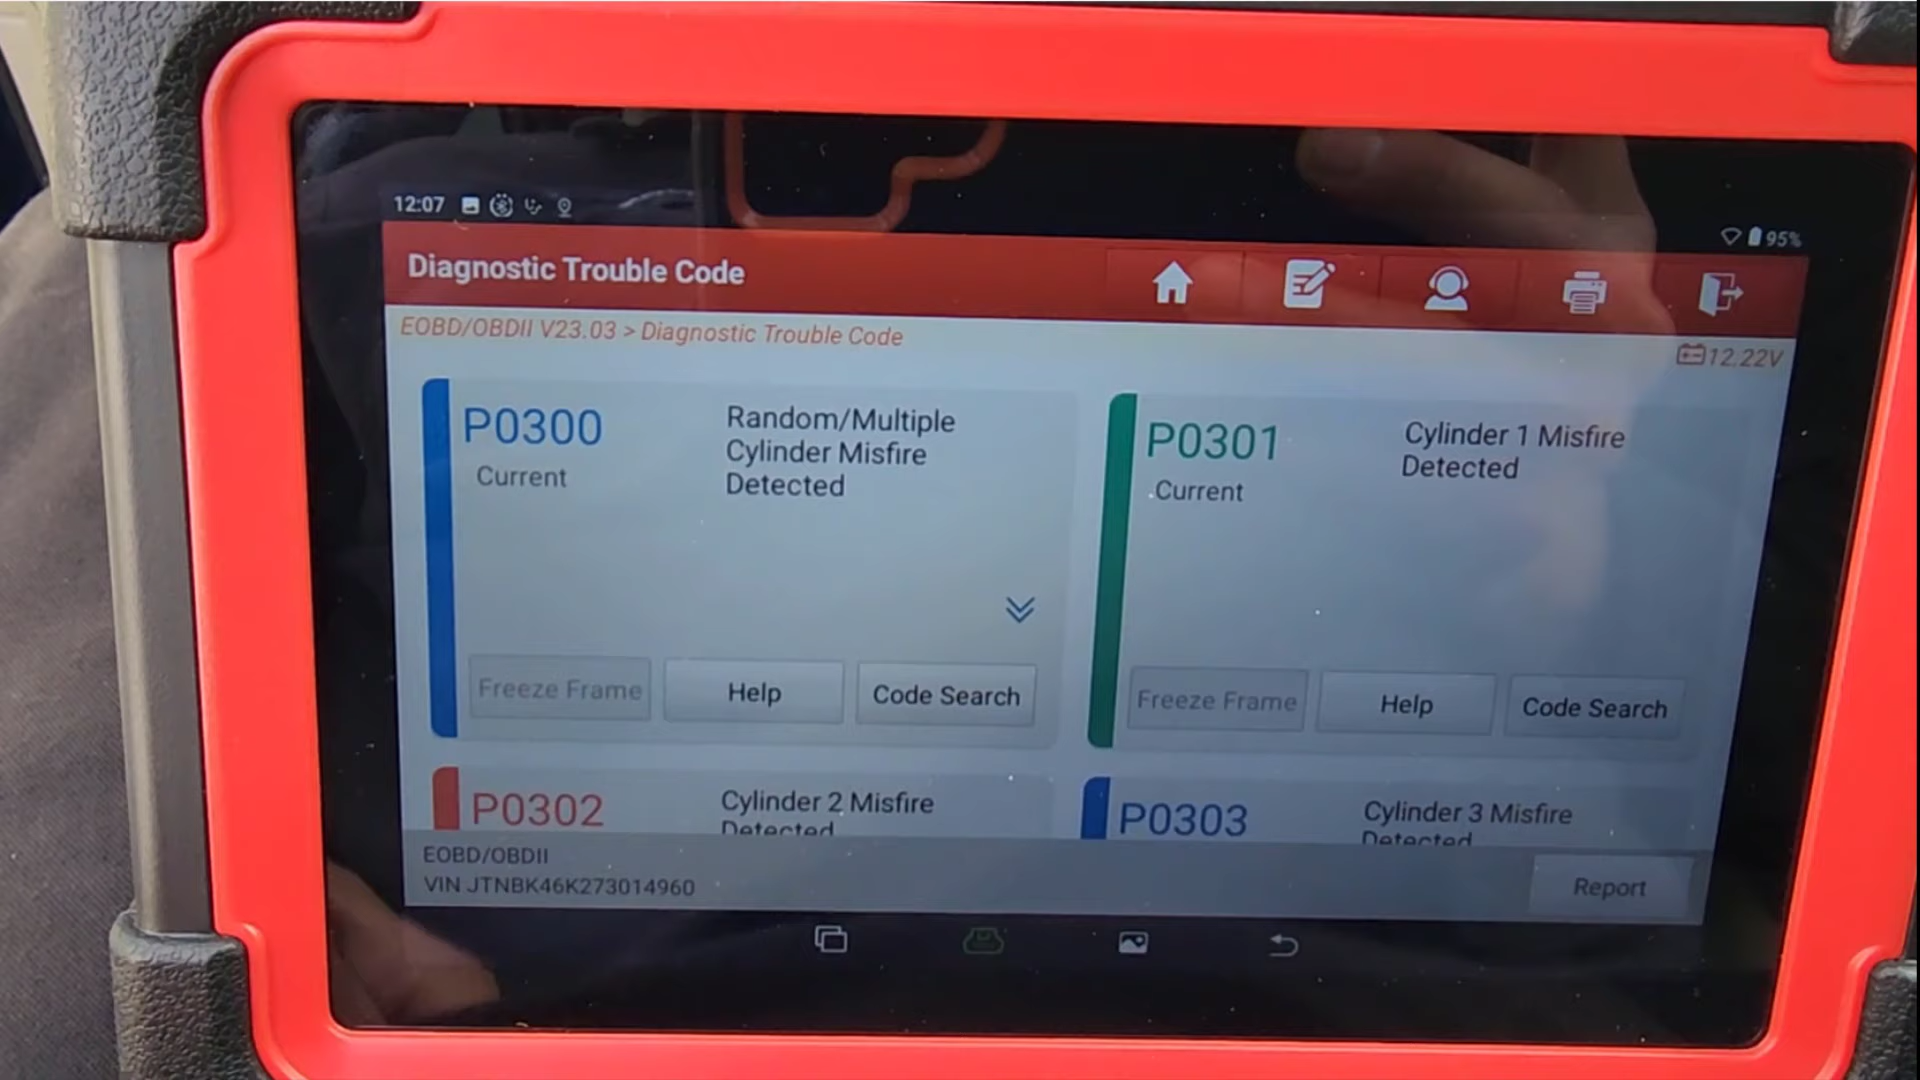 12:07
95%
Diagnostic Trouble Code
EOBD/OBDII V23.03 > Diagnostic Trouble Code
12.22V
P0300
Current
Random/Multiple
Cylinder Misfire
Detected
Freeze Frame
Help
Code Search
P0301
Current
Cylinder 1 Misfire
Detected
Freeze Frame
Help
Code Search
P0302
Cylinder 2 Misfire
Detected
P0303
Cylinder 3 Misfire
Detected
EOBD/OBDII
VIN JTNBK46K273014960
Report